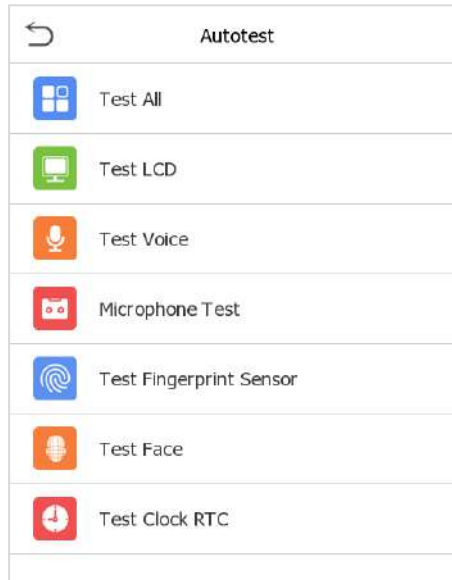 Autotest
Test All
Test LCD
Test Voice
Microphone Test
Test Fingerprint Sensor
Test Face
Test Clock RTC